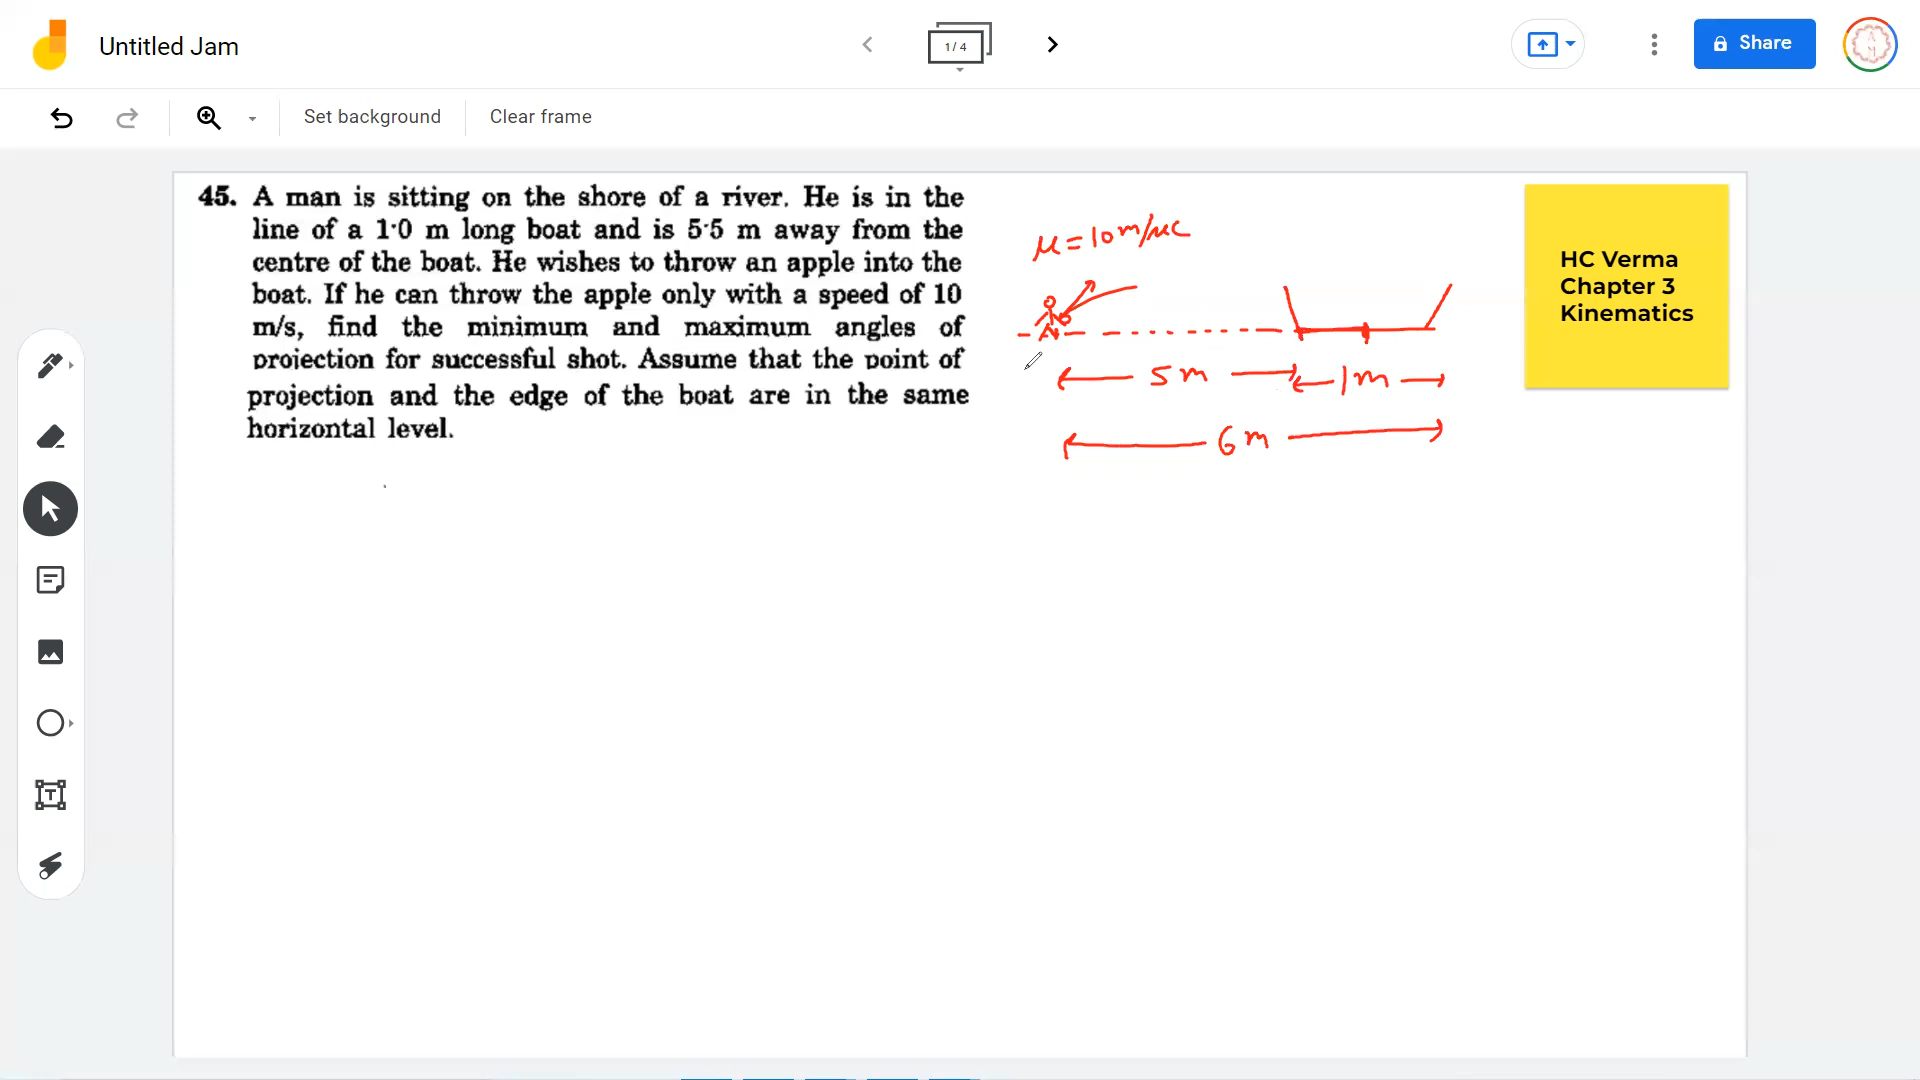 Untitled Jam
1 / 4
Share
Set background
Clear frame
45. A man is sitting on the shore of a river. He is in the
line of a 1·0 m long boat and is 5·5 m away from the
centre of the boat. He wishes to throw an apple into the
boat. If he can throw the apple only with a speed of 10
m/s, find the minimum and maximum angles of
projection for successful shot. Assume that the point of
projection and the edge of the boat are in the same
horizontal level.
u = 10 m/sec
5 m
1 m
6 m
HC Verma
Chapter 3
Kinematics